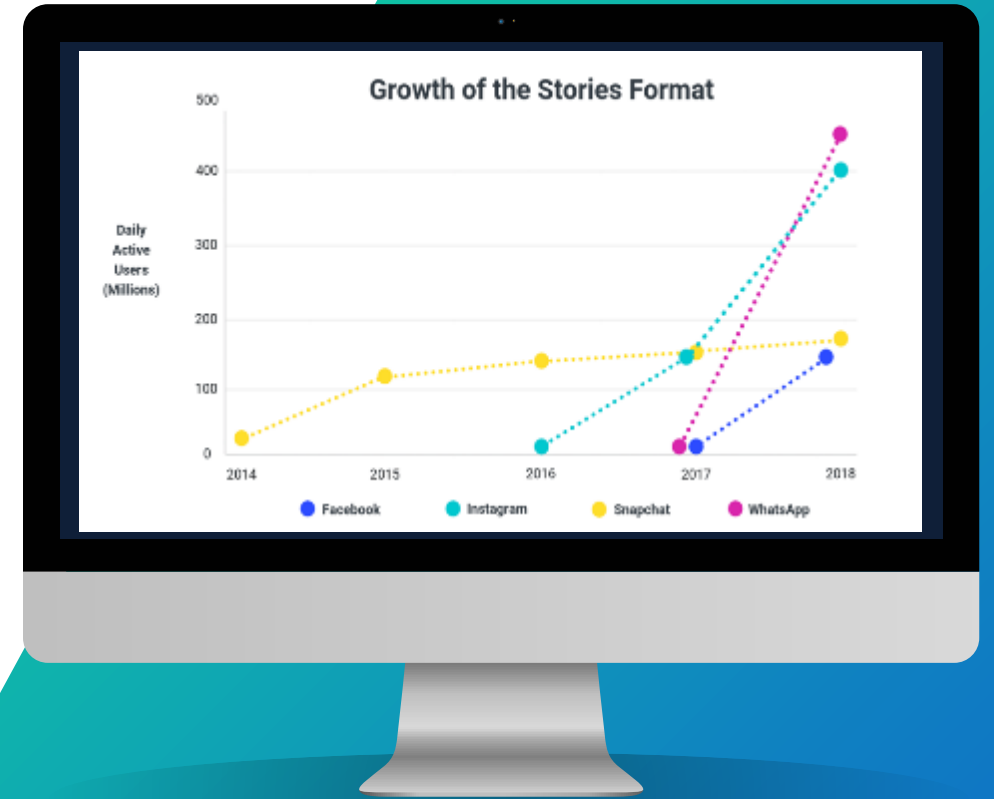 Growth of the Stories Format
500
400
300
200
100
0
Daily
Active
Users
(Millions)
2014 2015 2016 2017 2018
Facebook Instagram Snapchat WhatsApp